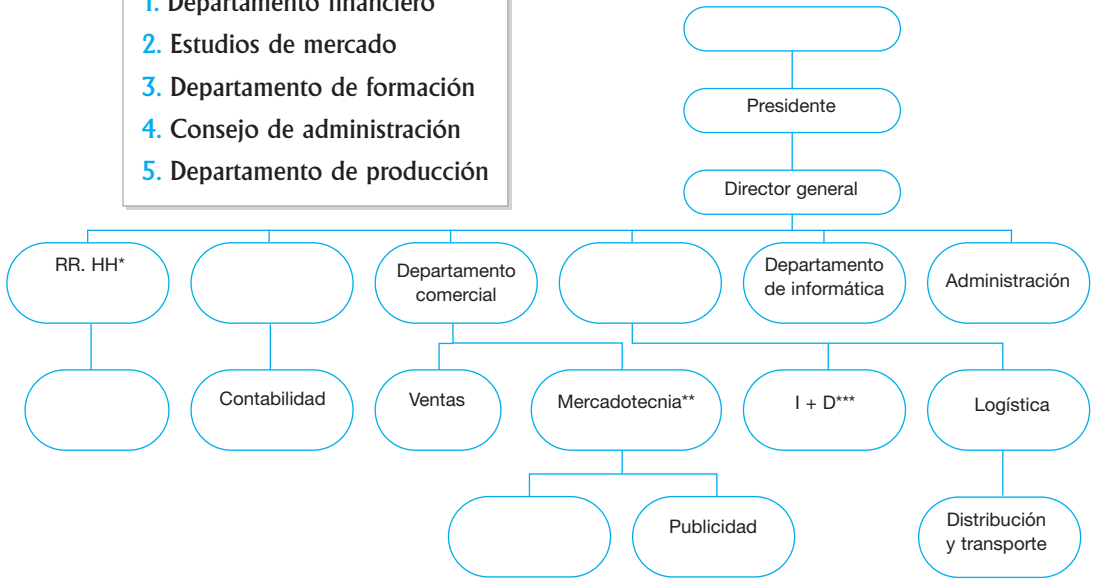 1. Departamento financiero
2. Estudios de mercado
3. Departamento de formación
4. Consejo de administración
5. Departamento de producción
Presidente
Director general
RR. HH*
Departamento
comercial
Departamento
de informática
Administración
Contabilidad
Ventas
Mercadotecnia**
I + D***
Logística
Publicidad
Distribución
y transporte